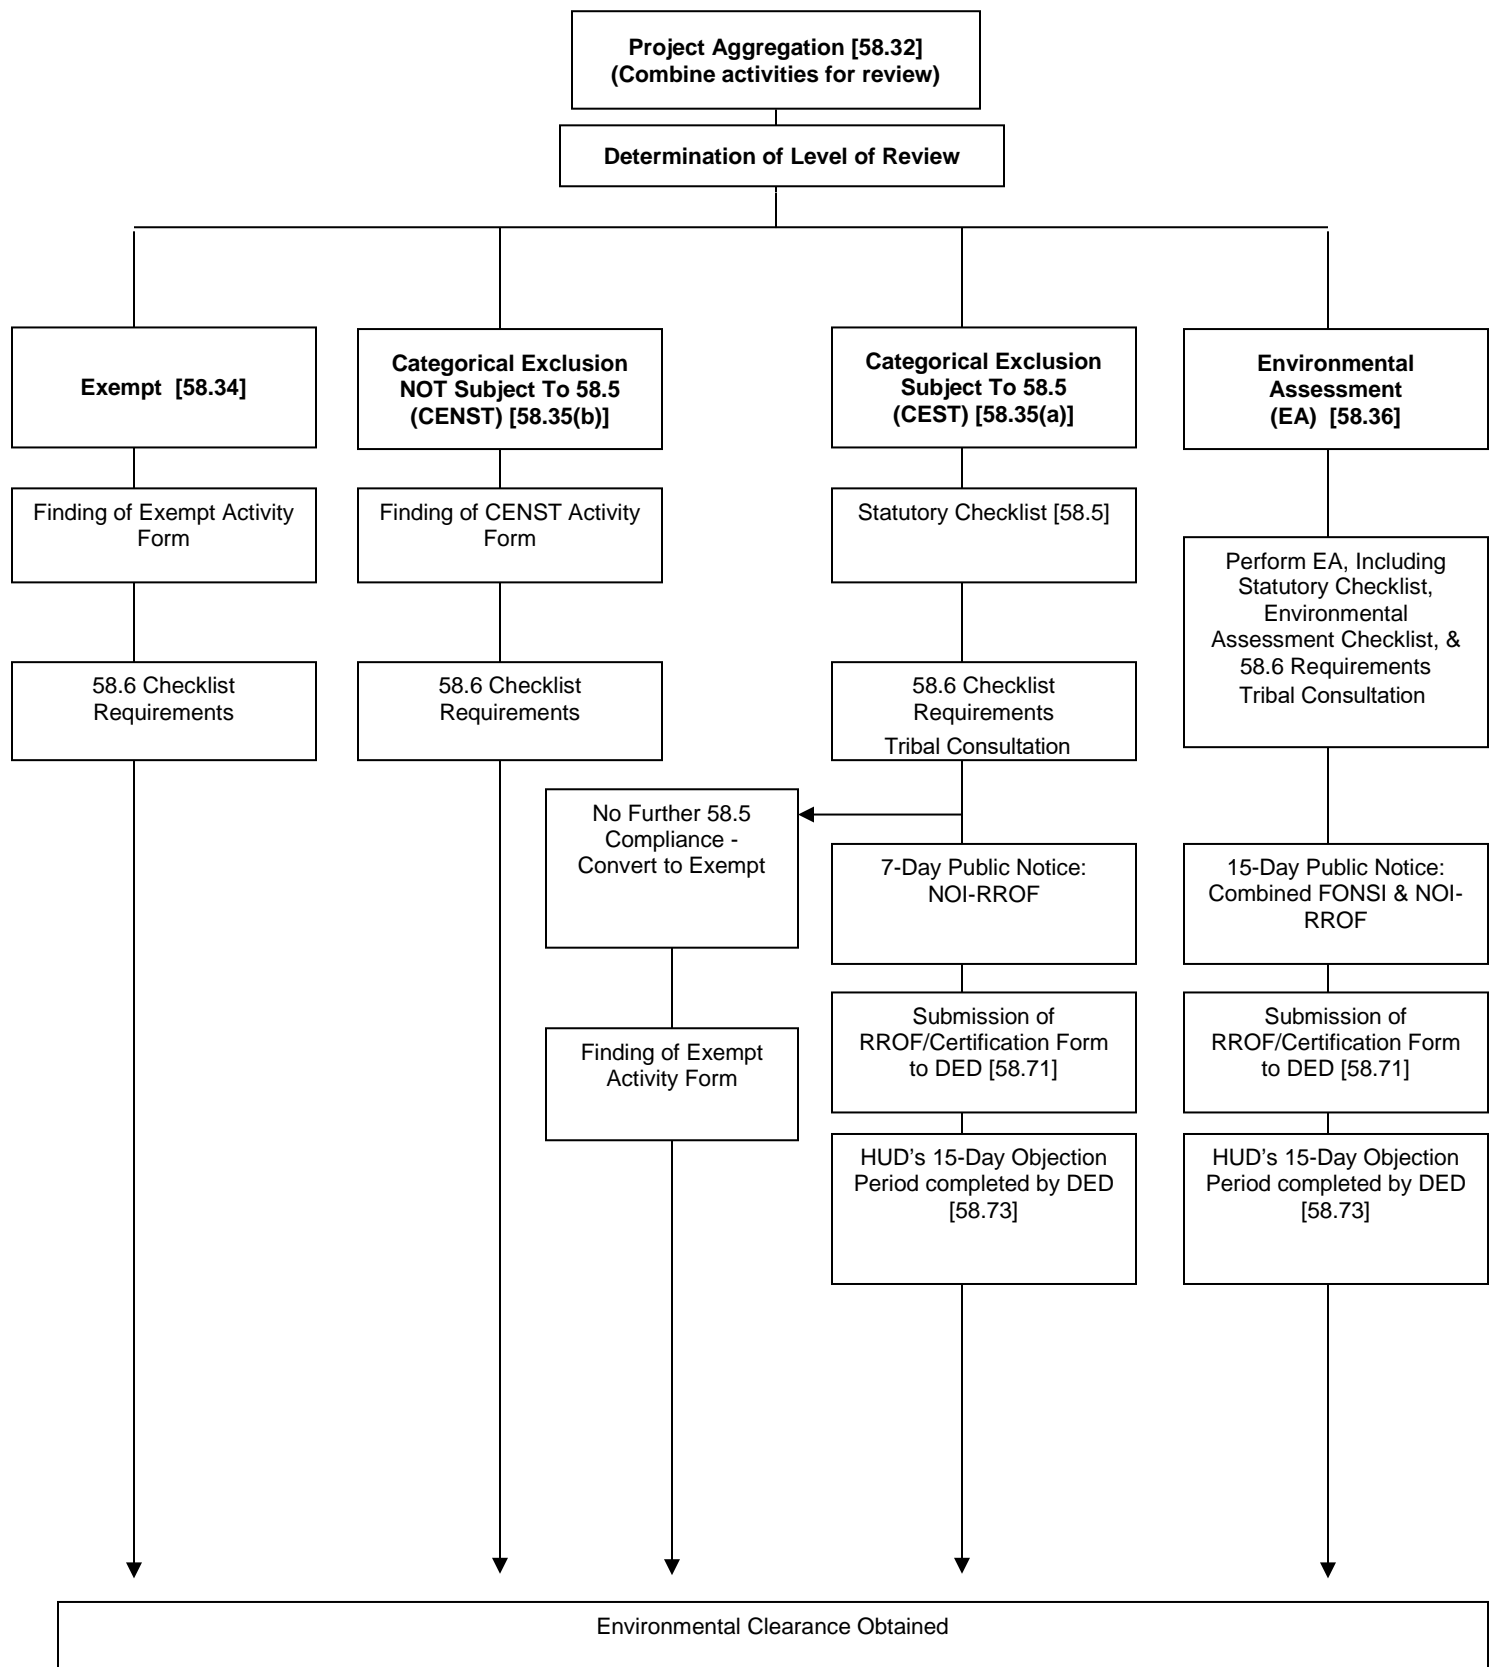 Project Aggregation [58.32]
(Combine activities for review)
Determination of Level of Review
Exempt [58.34]
Categorical Exclusion
NOT Subject To 58.5
(CENST) [58.35(b)]
Categorical Exclusion
Subject To 58.5
(CEST) [58.35(a)]
Environmental
Assessment
(EA) [58.36]
Finding of Exempt Activity
Form
Finding of CENST Activity
Form
Statutory Checklist [58.5]
Perform EA, Including
Statutory Checklist,
Environmental
Assessment Checklist, &
58.6 Requirements
Tribal Consultation
58.6 Checklist
Requirements
58.6 Checklist
Requirements
58.6 Checklist
Requirements
Tribal Consultation
No Further 58.5
Compliance -
Convert to Exempt
7-Day Public Notice:
NOI-RROF
15-Day Public Notice:
Combined FONSI & NOI-
RROF
Finding of Exempt
Activity Form
Submission of
RROF/Certification Form
to DED [58.71]
Submission of
RROF/Certification Form
to DED [58.71]
HUD’s 15-Day Objection
Period completed by DED
[58.73]
HUD’s 15-Day Objection
Period completed by DED
[58.73]
Environmental Clearance Obtained